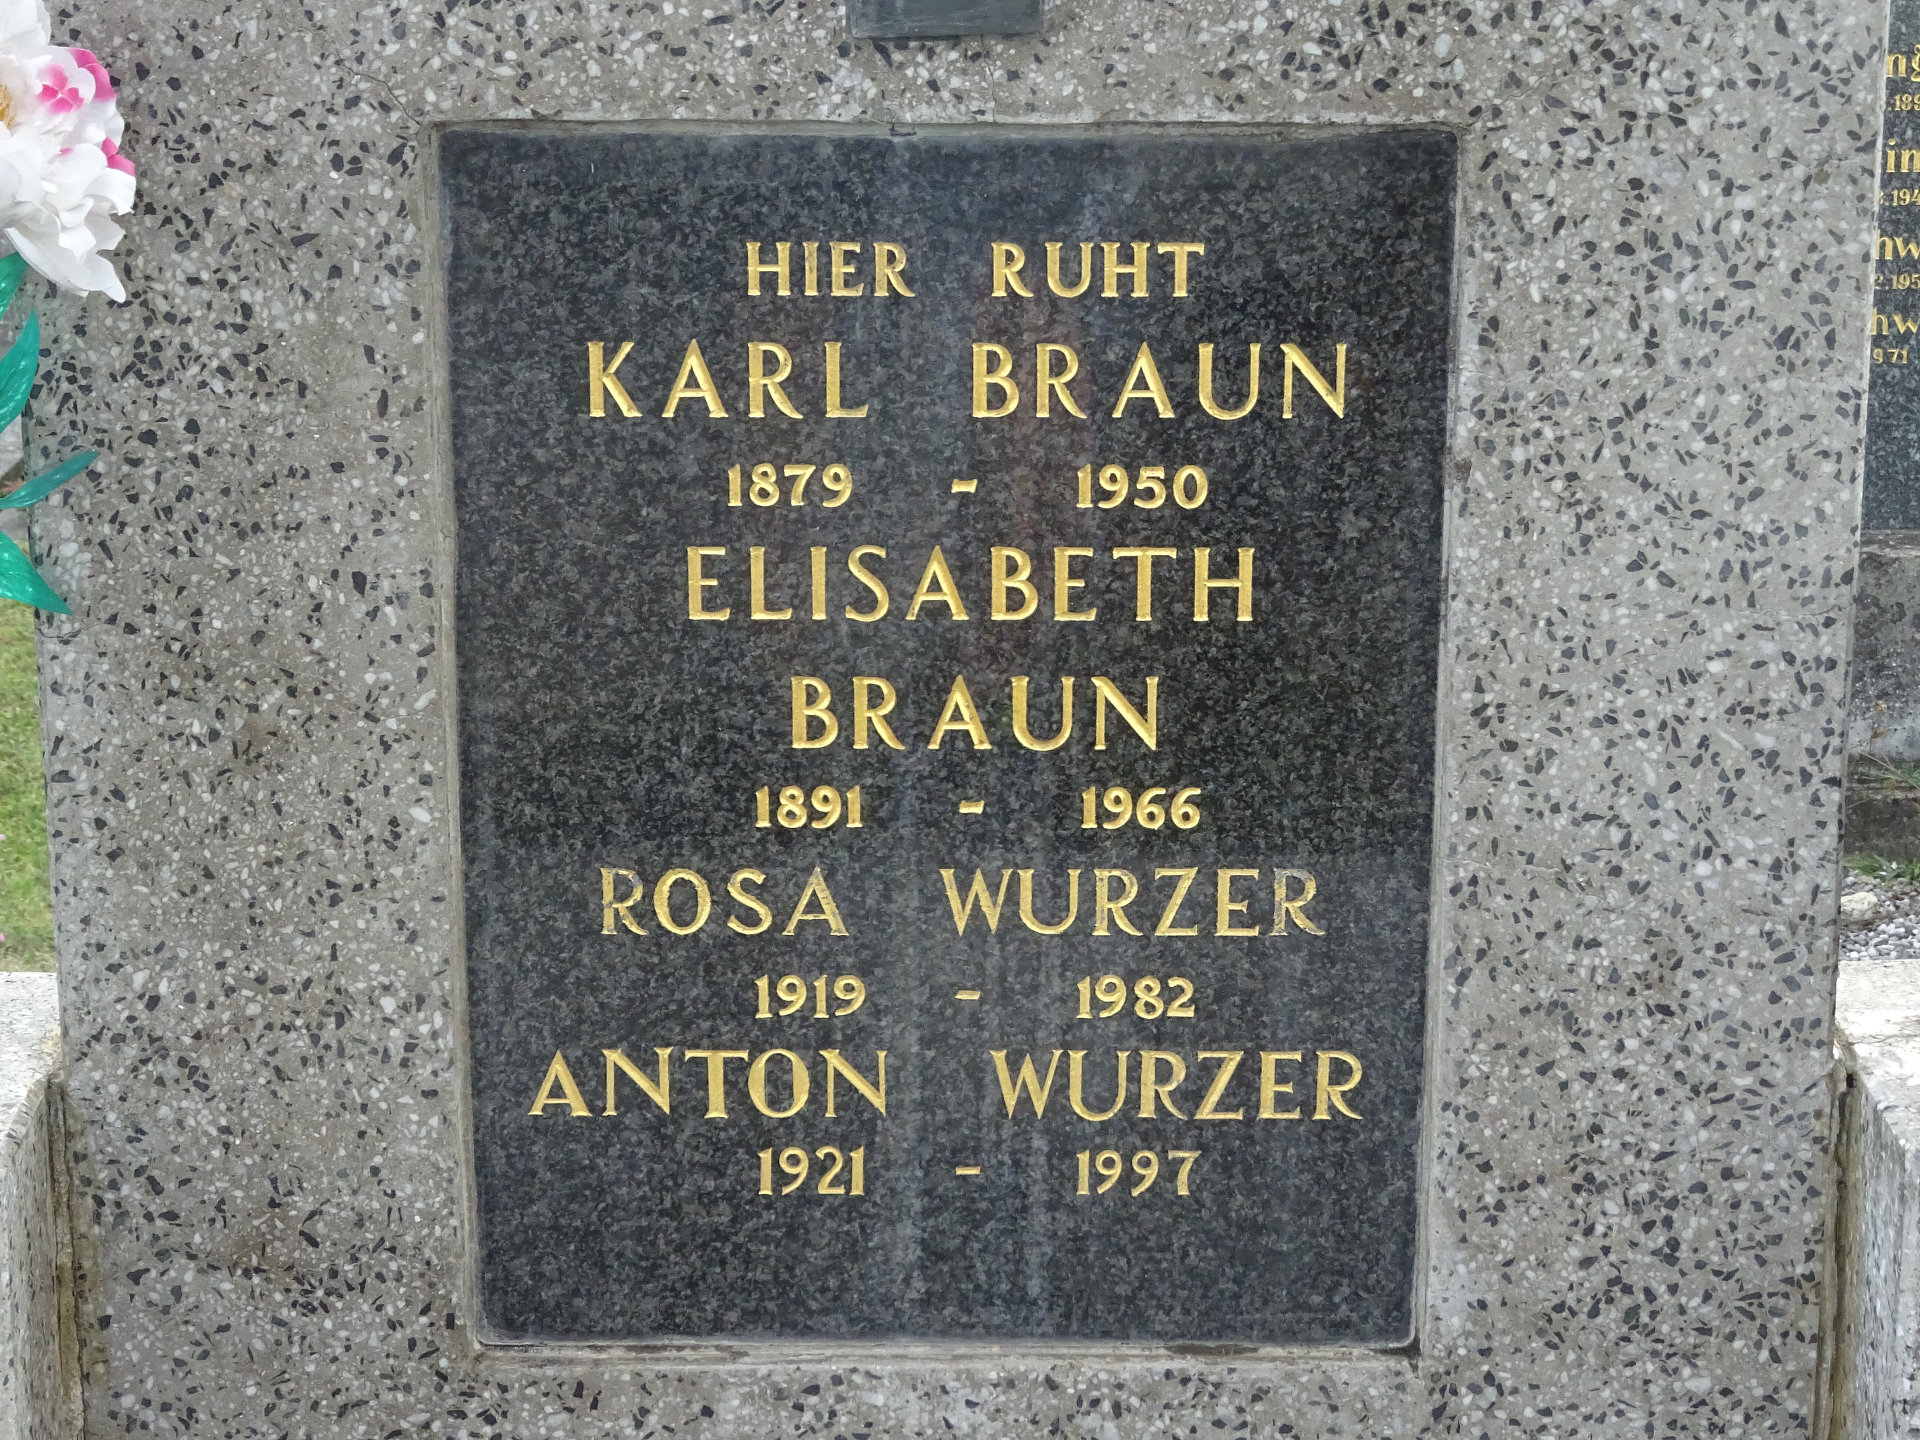 HIER RUHT
KARL BRAUN
1879 - 1950
ELISABETH
BRAUN
1891 - 1966
ROSA WURZER
1919 - 1982
ANTON WURZER
1921 - 1997